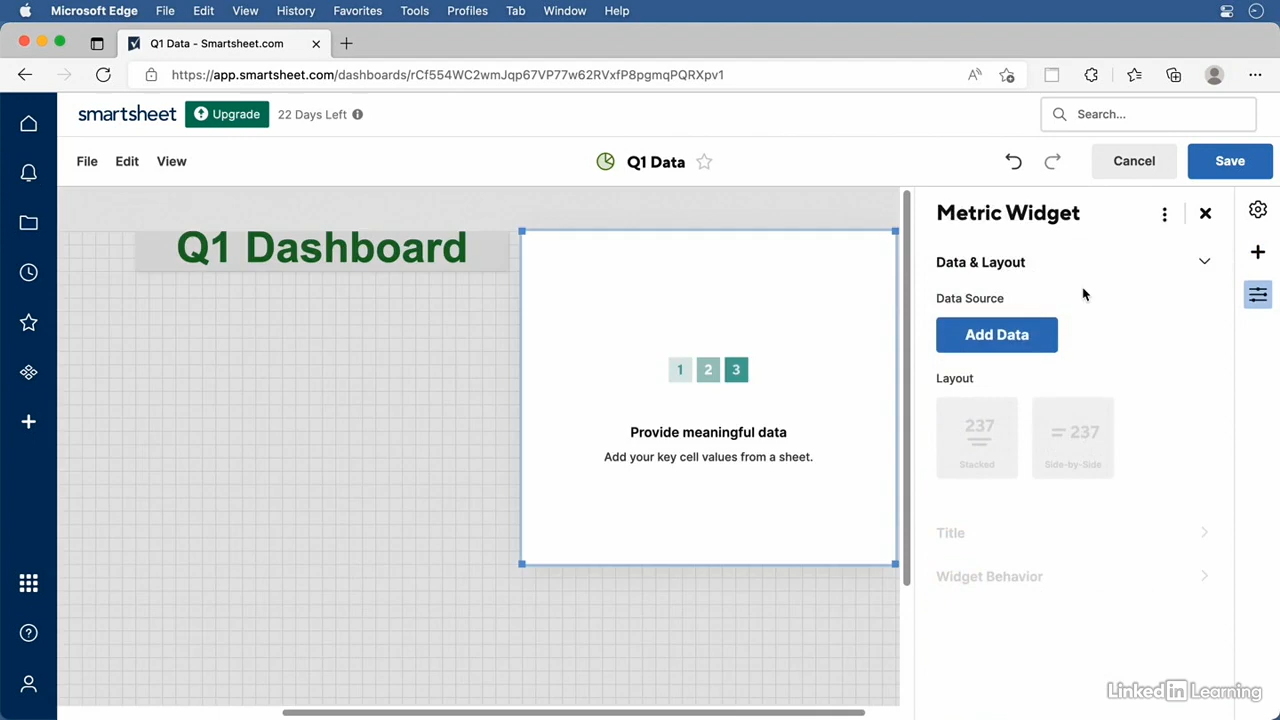 Microsoft Edge File Edit View History Favorites Tools Profiles Tab Window Help
Q1 Data - Smartsheet.com
https://app.smartsheet.com/dashboards/rCf554WC2wmJqp67VP77w62RVxfP8pgmqPQRXpv1
smartsheet Upgrade 22 Days Left Search...
File Edit View Q1 Data Cancel Save
Q1 Dashboard
1 2 3
Provide meaningful data
Add your key cell values from a sheet.
Metric Widget
Data & Layout
Data Source
Add Data
Layout
237 = 237
Stacked Side-by-Side
Title
Widget Behavior
LinkedIn Learning